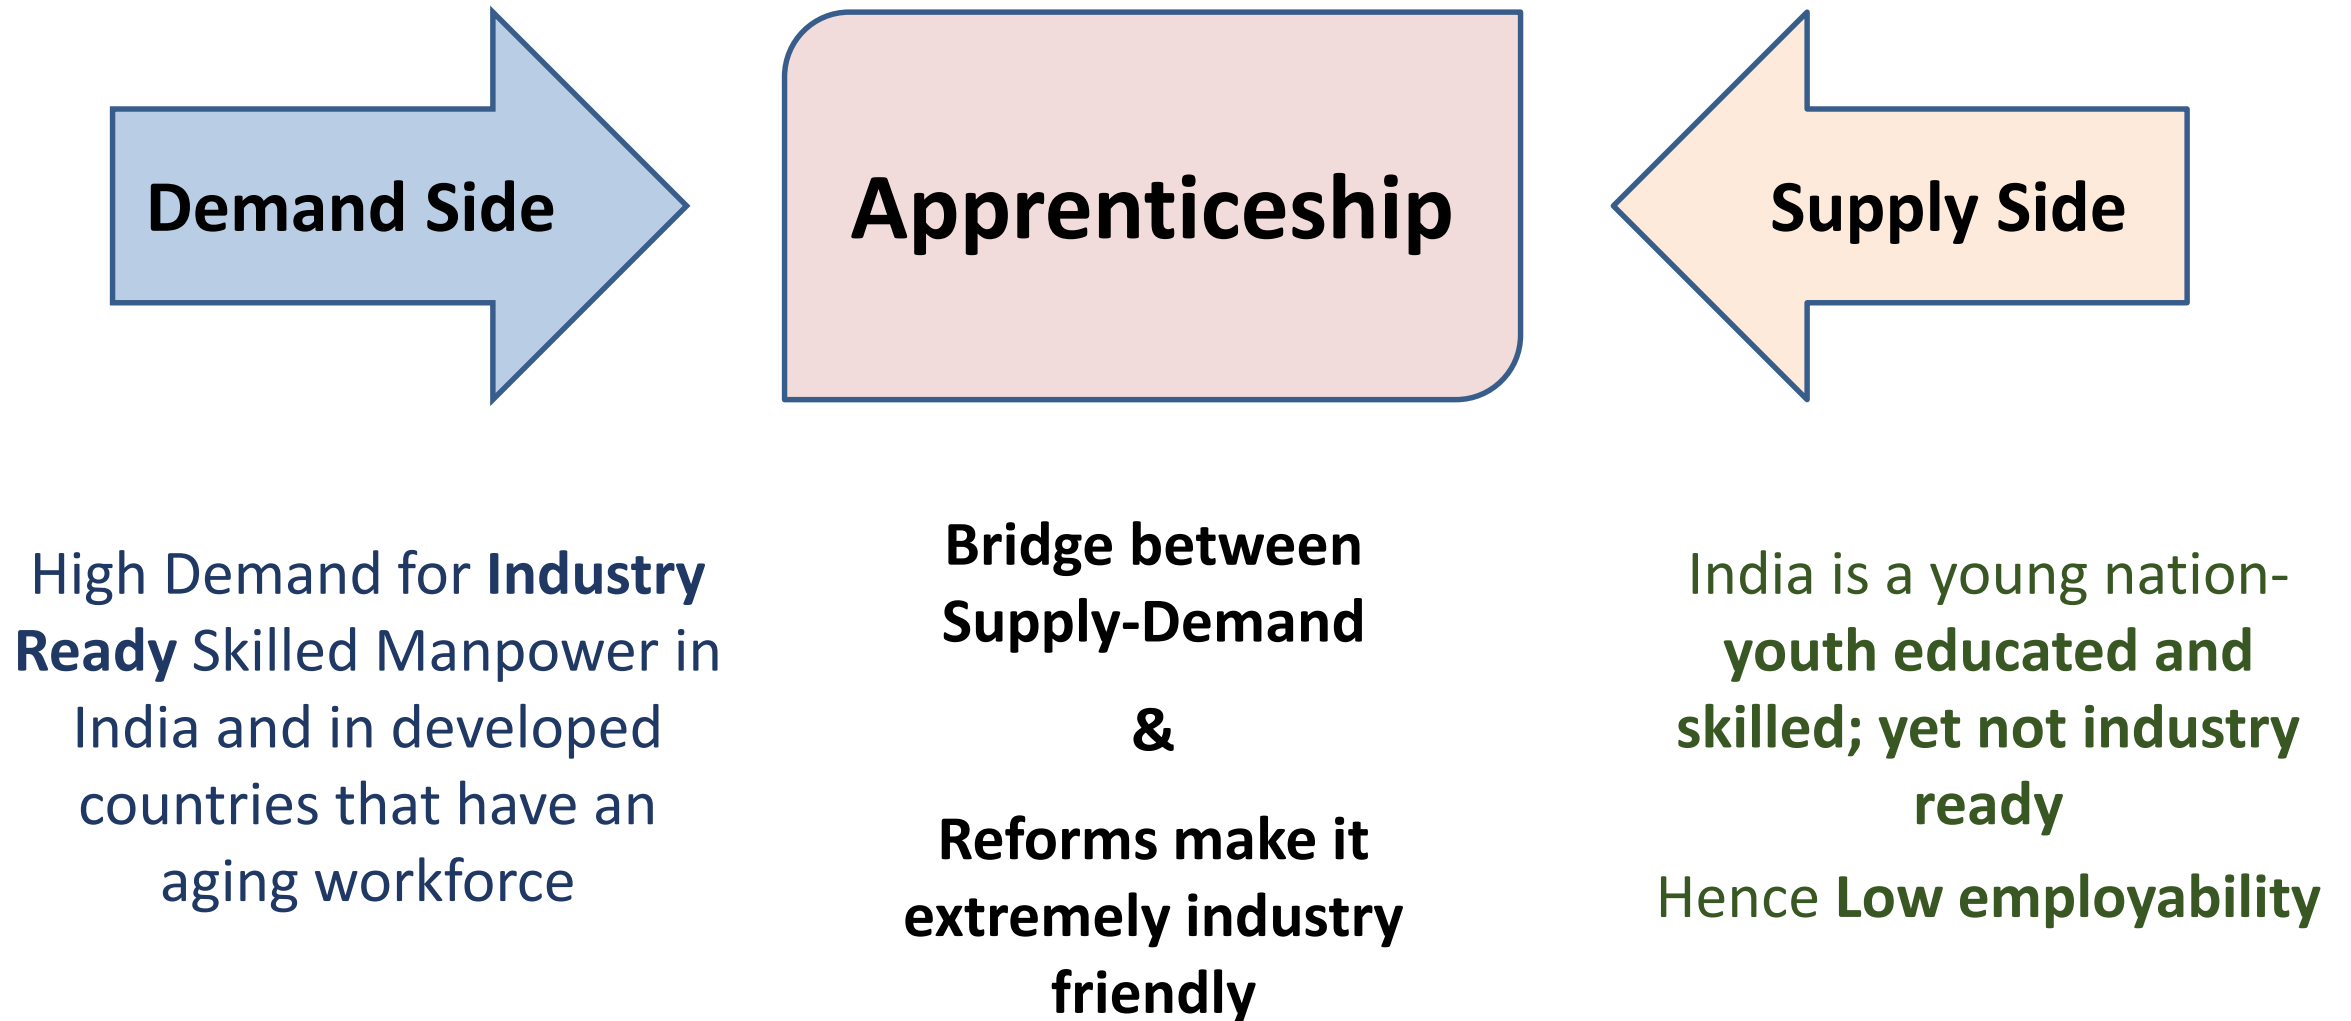 Demand Side
Apprenticeship
Supply Side
High Demand for Industry
Ready Skilled Manpower in
India and in developed
countries that have an
aging workforce
Bridge between
Supply-Demand
&
Reforms make it
extremely industry
friendly
India is a young nation-
youth educated and
skilled; yet not industry
ready
Hence Low employability